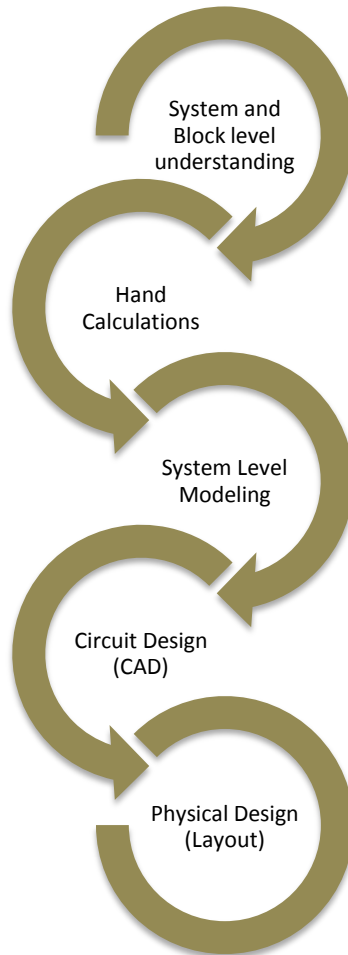 System and
Block level
understanding
Hand
Calculations
System Level
Modeling
Circuit Design
(CAD)
Physical Design
(Layout)